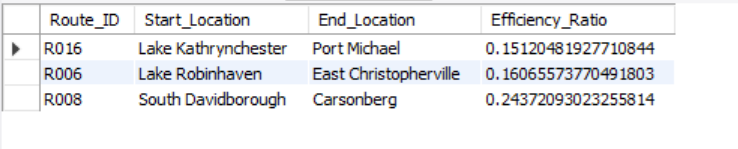 Route_ID Start_Location End_Location Efficiency_Ratio
R016 Lake Kathrynchester Port Michael 0.15120481927710844
R006 Lake Robinhaven East Christopherville 0.16065573770491803
R008 South Davidborough Carsonberg 0.24372093023255814